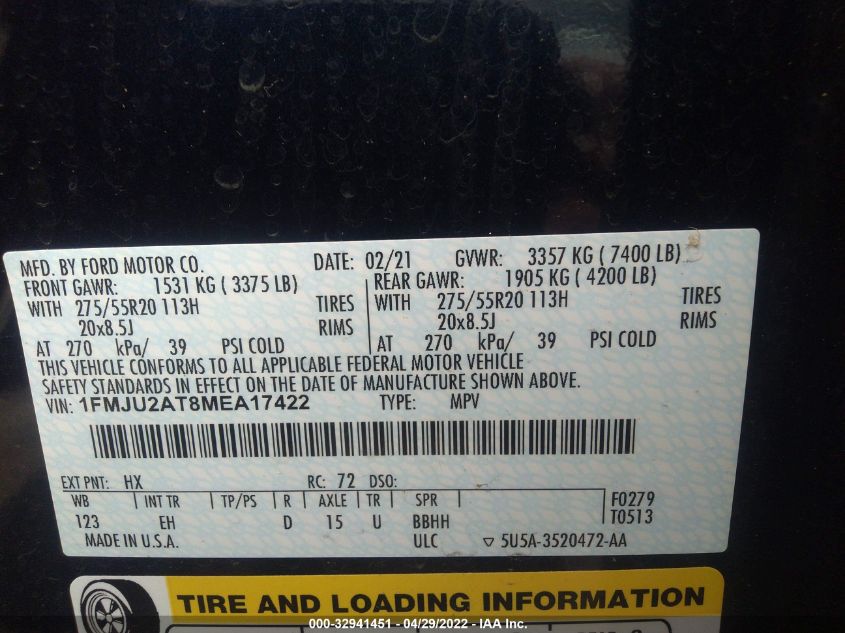 MFD. BY FORD MOTOR CO. DATE: 02/21 GVWR: 3357 KG ( 7400 LB)
FRONT GAWR: 1531 KG ( 3375 LB) REAR GAWR: 1905 KG ( 4200 LB)
WITH 275/55R20 113H TIRES WITH 275/55R20 113H TIRES
20x8.5J RIMS 20x8.5J RIMS
AT 270 kPa/ 39 PSI COLD AT 270 kPa/ 39 PSI COLD
THIS VEHICLE CONFORMS TO ALL APPLICABLE FEDERAL MOTOR VEHICLE
SAFETY STANDARDS IN EFFECT ON THE DATE OF MANUFACTURE SHOWN ABOVE.
VIN: 1FMJU2AT8MEA17422 TYPE: MPV
EXT PNT: HX RC: 72 DSO:
WB INT TR TP/PS R AXLE TR SPR F0279
123 EH D 15 U BBHH T0513
MADE IN U.S.A. ULC ▽ 5U5A-3520472-AA
TIRE AND LOADING INFORMATION
000-32941451 - 04/29/2022 - IAA Inc.